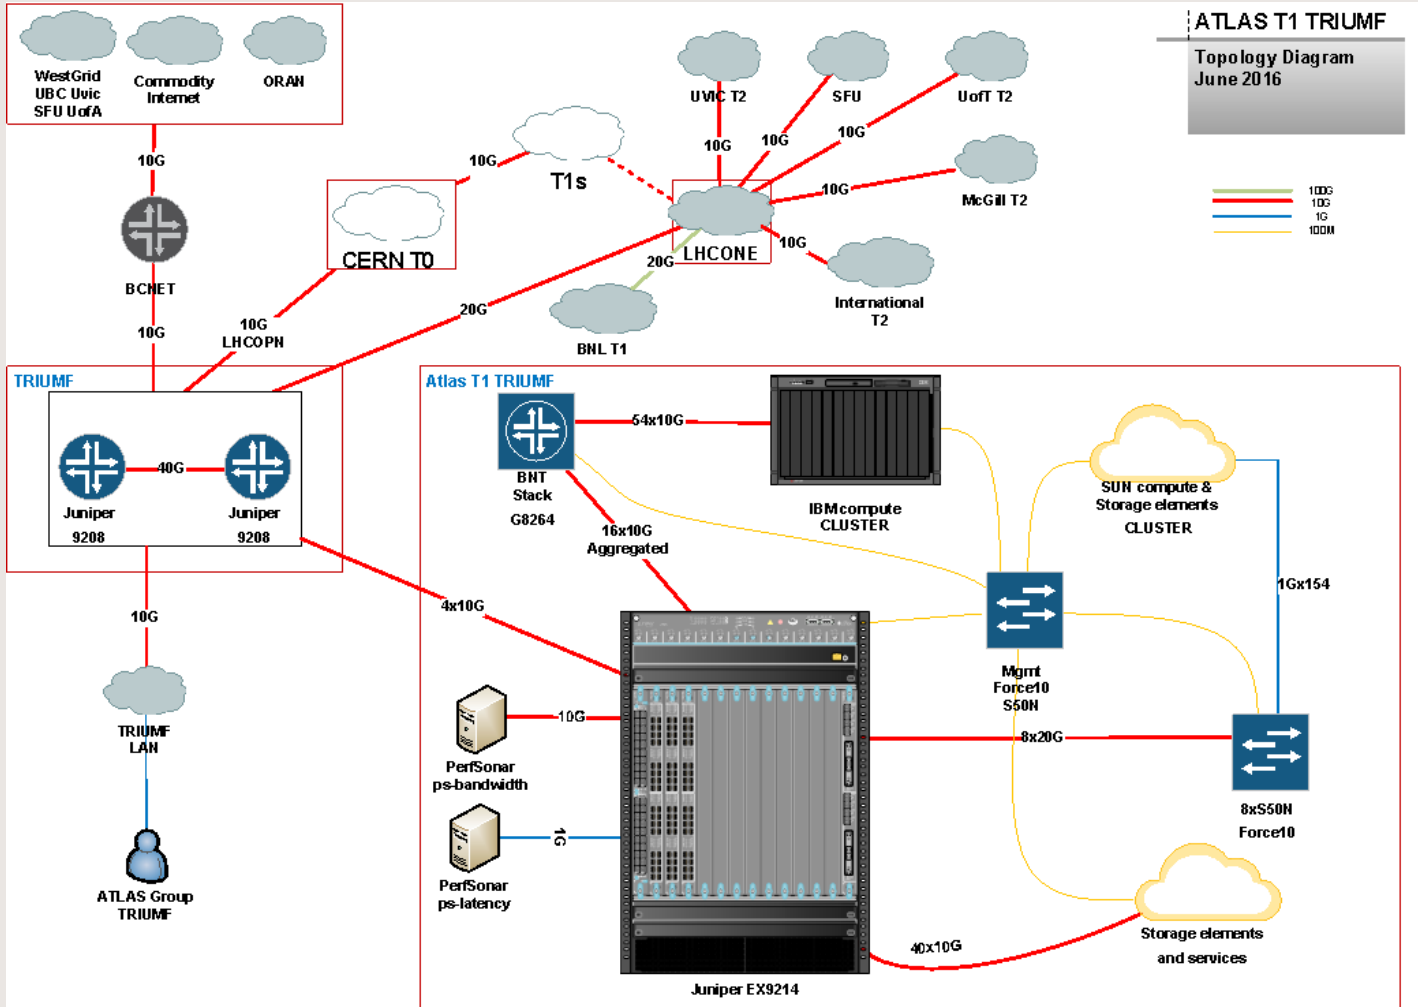 ATLAS T1 TRIUMF
Topology Diagram
June 2016
100G
10G
1G
100M
WestGrid
UBC Uvic
SFU UofA
Commodity
Internet
ORAN
10G
BCNET
10G
CERN T0
10G
T1s
10G
LHCOPN
20G
UVIC T2
10G
SFU
10G
UofT T2
10G
McGill T2
10G
International
T2
10G
LHCONE
20G
BNL T1
TRIUMF
40G
Juniper
9208
Juniper
9208
10G
TRIUMF
LAN
ATLAS Group
TRIUMF
4x10G
Atlas T1 TRIUMF
BNT
Stack
G8264
54x10G
IBM compute
CLUSTER
16x10G
Aggregated
SUN compute &
Storage elements
CLUSTER
1Gx154
Mgmt
Force10
S50N
8x20G
8xS50N
Force10
10G
PerfSonar
ps-bandwidth
1G
PerfSonar
ps-latency
Juniper EX9214
40x10G
Storage elements
and services